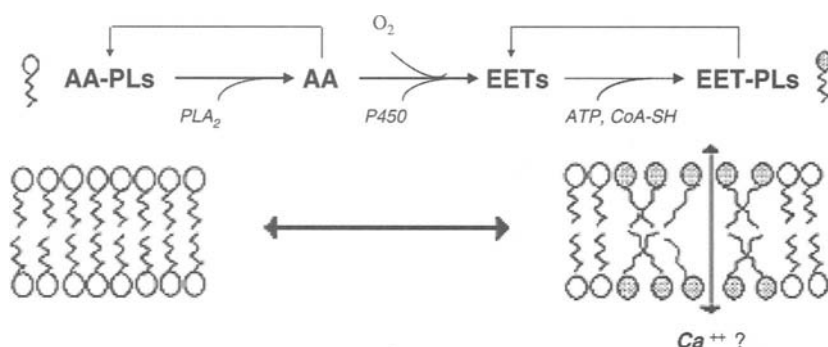 O₂
AA-PLs AA EETs EET-PLs
PLA₂ P450 ATP, CoA-SH
Ca ⁺⁺ ?